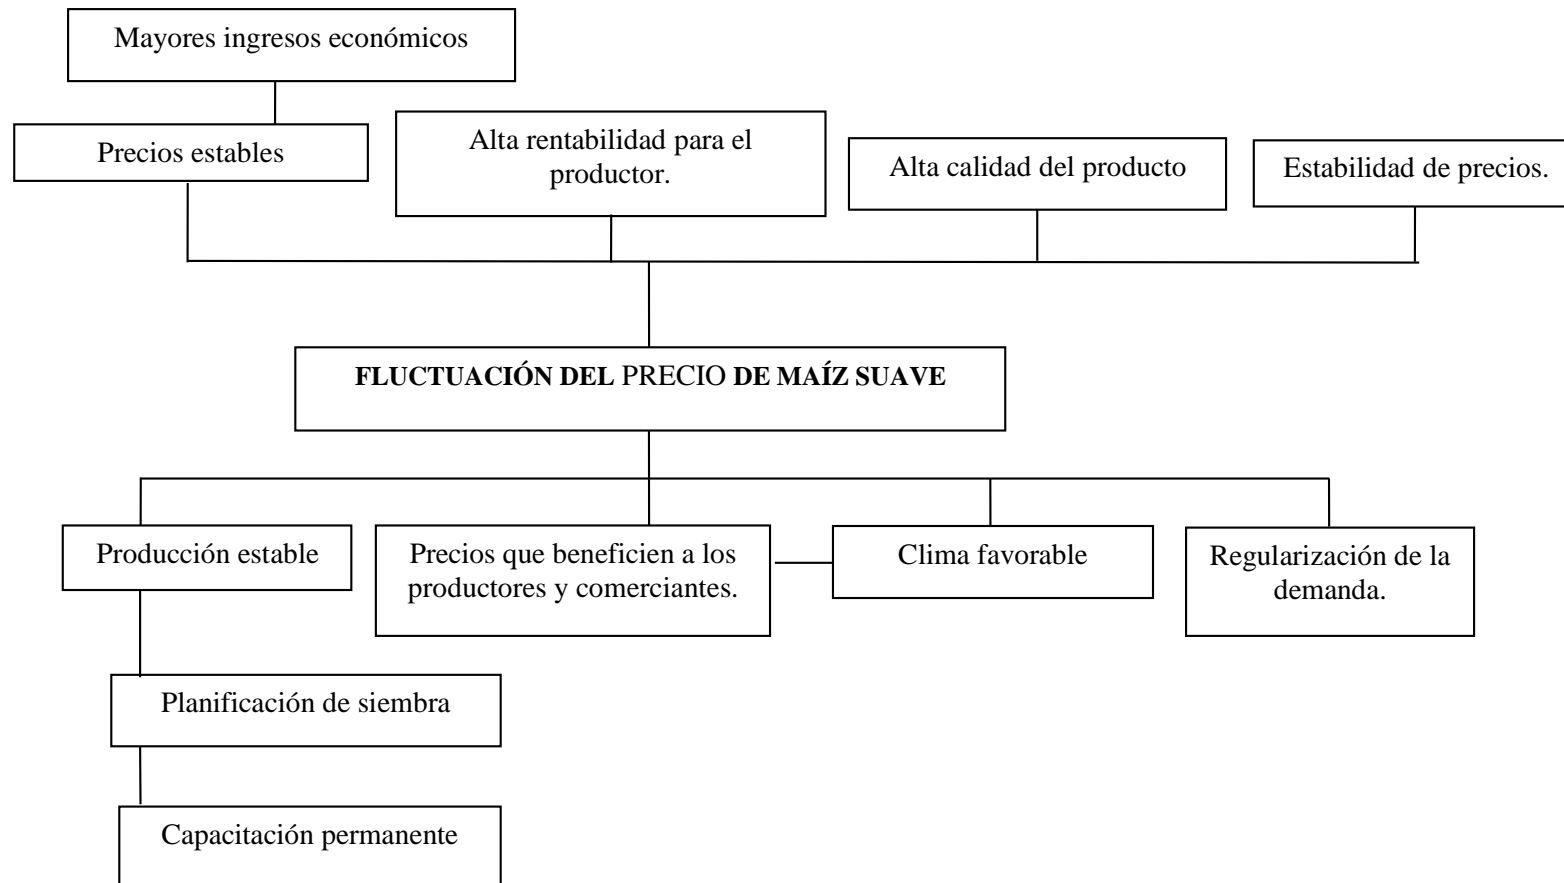 Mayores ingresos económicos
Precios estables
Alta rentabilidad para el
productor.
Alta calidad del producto
Estabilidad de precios.
FLUCTUACIÓN DEL PRECIO DE MAÍZ SUAVE
Producción estable
Precios que beneficien a los
productores y comerciantes.
Clima favorable
Regularización de la
demanda.
Planificación de siembra
Capacitación permanente